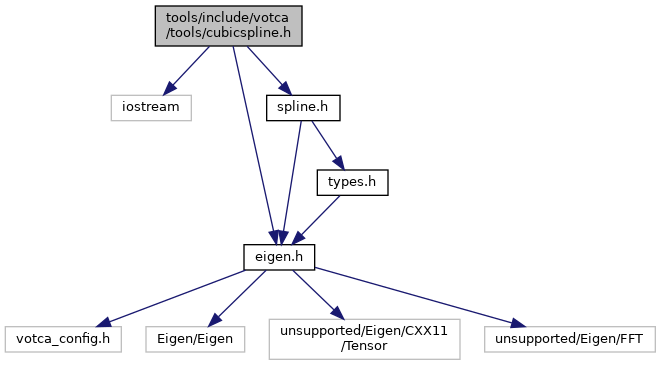 tools/include/votca
/tools/cubicspline.h
iostream
spline.h
types.h
eigen.h
votca_config.h
Eigen/Eigen
unsupported/Eigen/CXX11
/Tensor
unsupported/Eigen/FFT